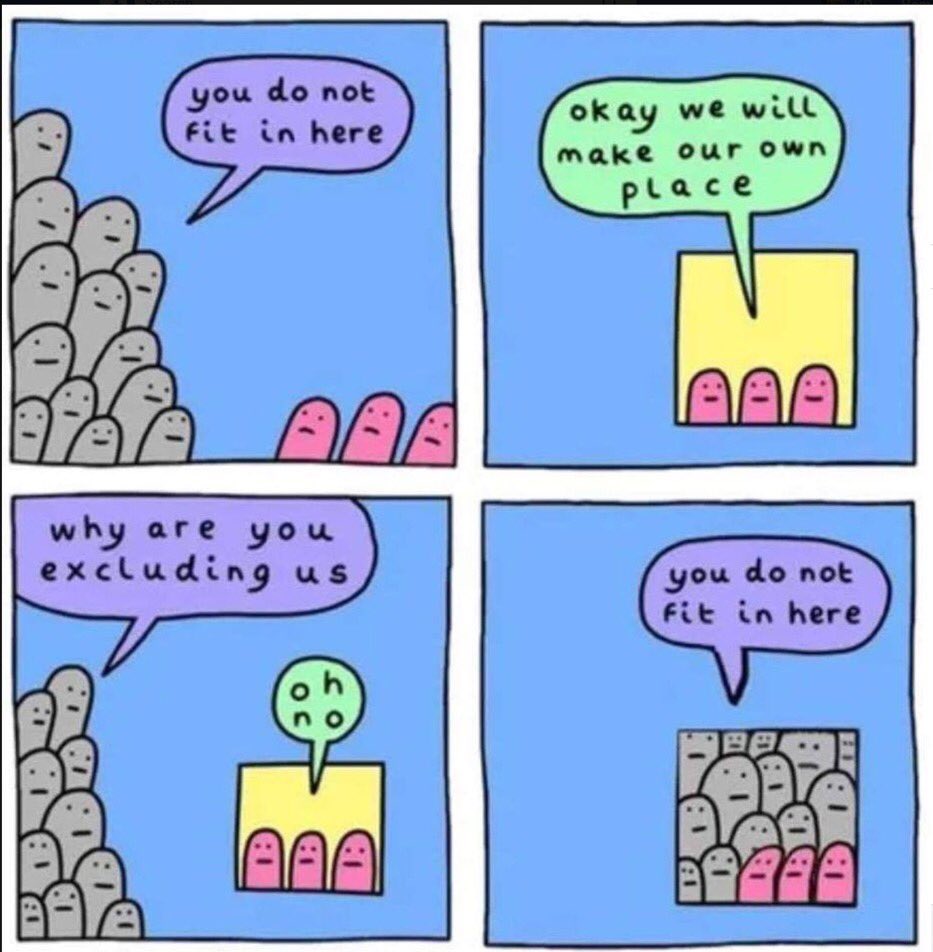 you do not
fit in here
okay we will
make our own
place
why are you
excluding us
oh
no
you do not
fit in here